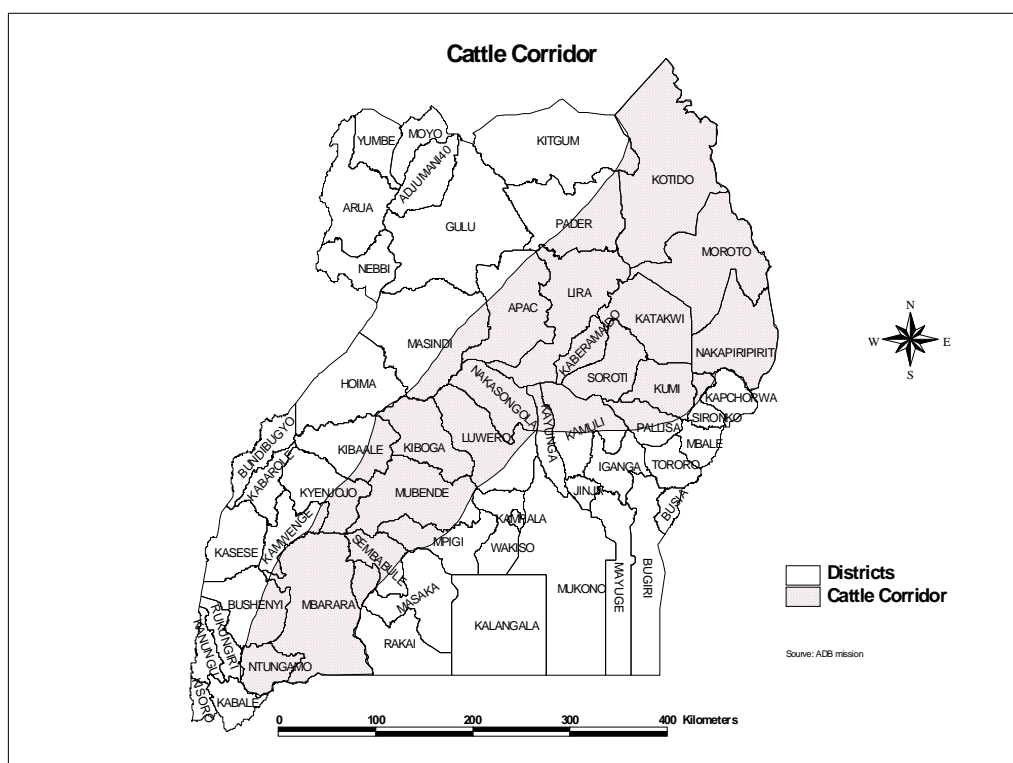 Cattle Corridor
YUMBE
MOYO
ADJUMANI40
KITGUM
KOTIDO
ARUA
GULU
PADER
MOROTO
NEBBI
LIRA
APAC
KATAKWI
KABERAMAIDO
MASINDI
NAKAPIRIPIRIT
HOIMA
NAKASONGOLA
SOROTI
KUMI
KAPCHORWA
SIRONKO
KAYUNGA
KAMULI
PALLISA
MBALE
BUNDIBUGYO
KIBAALE
KIBOGA
LUWERO
IGANGA
TORORO
KABAROLE
KYENJOJO
MUBENDE
JINJA
BUSIA
KAMWENGE
KAMPALA
KASESE
SEMBABULE
MPIGI
WAKISO
BUSHENYI
MBARARA
MASAKA
MUKONO
MAYUGE
BUGIRI
RUKUNGIRI
KANUNGU
KALANGALA
RAKAI
NTUNGAMO
KISORO
KABALE
N
W E
S
Districts
Cattle Corridor
Sourve: ADB mission
0 100 200 300 400 Kilometers